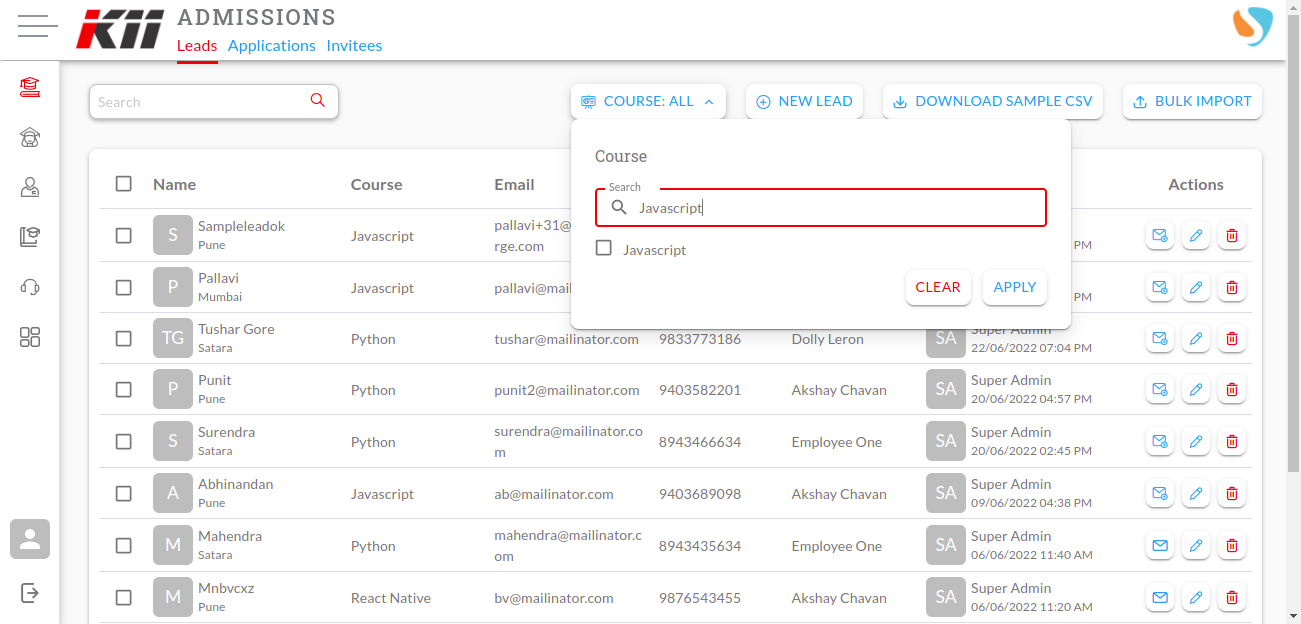 KII
ADMISSIONS
Leads Applications Invitees
Search
COURSE: ALL
NEW LEAD
DOWNLOAD SAMPLE CSV
BULK IMPORT
Course
Search
Javascript
Javascript
CLEAR APPLY
Name Course Email Actions
S Sampleleadok
Pune
Javascript
pallavi+31@
rge.com
PM
P Pallavi
Mumbai
Javascript
pallavi@mail
PM
TG Tushar Gore
Satara
Python
tushar@mailinator.com
9833773186
Dolly Leron
SA Super Admin
22/06/2022 07:04 PM
P Punit
Pune
Python
punit2@mailinator.com
9403582201
Akshay Chavan
SA Super Admin
20/06/2022 04:57 PM
S Surendra
Satara
Python
surendra@mailinator.co
m
8943466634
Employee One
SA Super Admin
20/06/2022 02:45 PM
A Abhinandan
Pune
Javascript
ab@mailinator.com
9403689098
Akshay Chavan
SA Super Admin
09/06/2022 04:38 PM
M Mahendra
Satara
Python
mahendra@mailinator.c
om
8943435634
Employee One
SA Super Admin
06/06/2022 11:40 AM
M Mnbvcxz
Pune
React Native
bv@mailinator.com
9876543455
Akshay Chavan
SA Super Admin
06/06/2022 11:20 AM